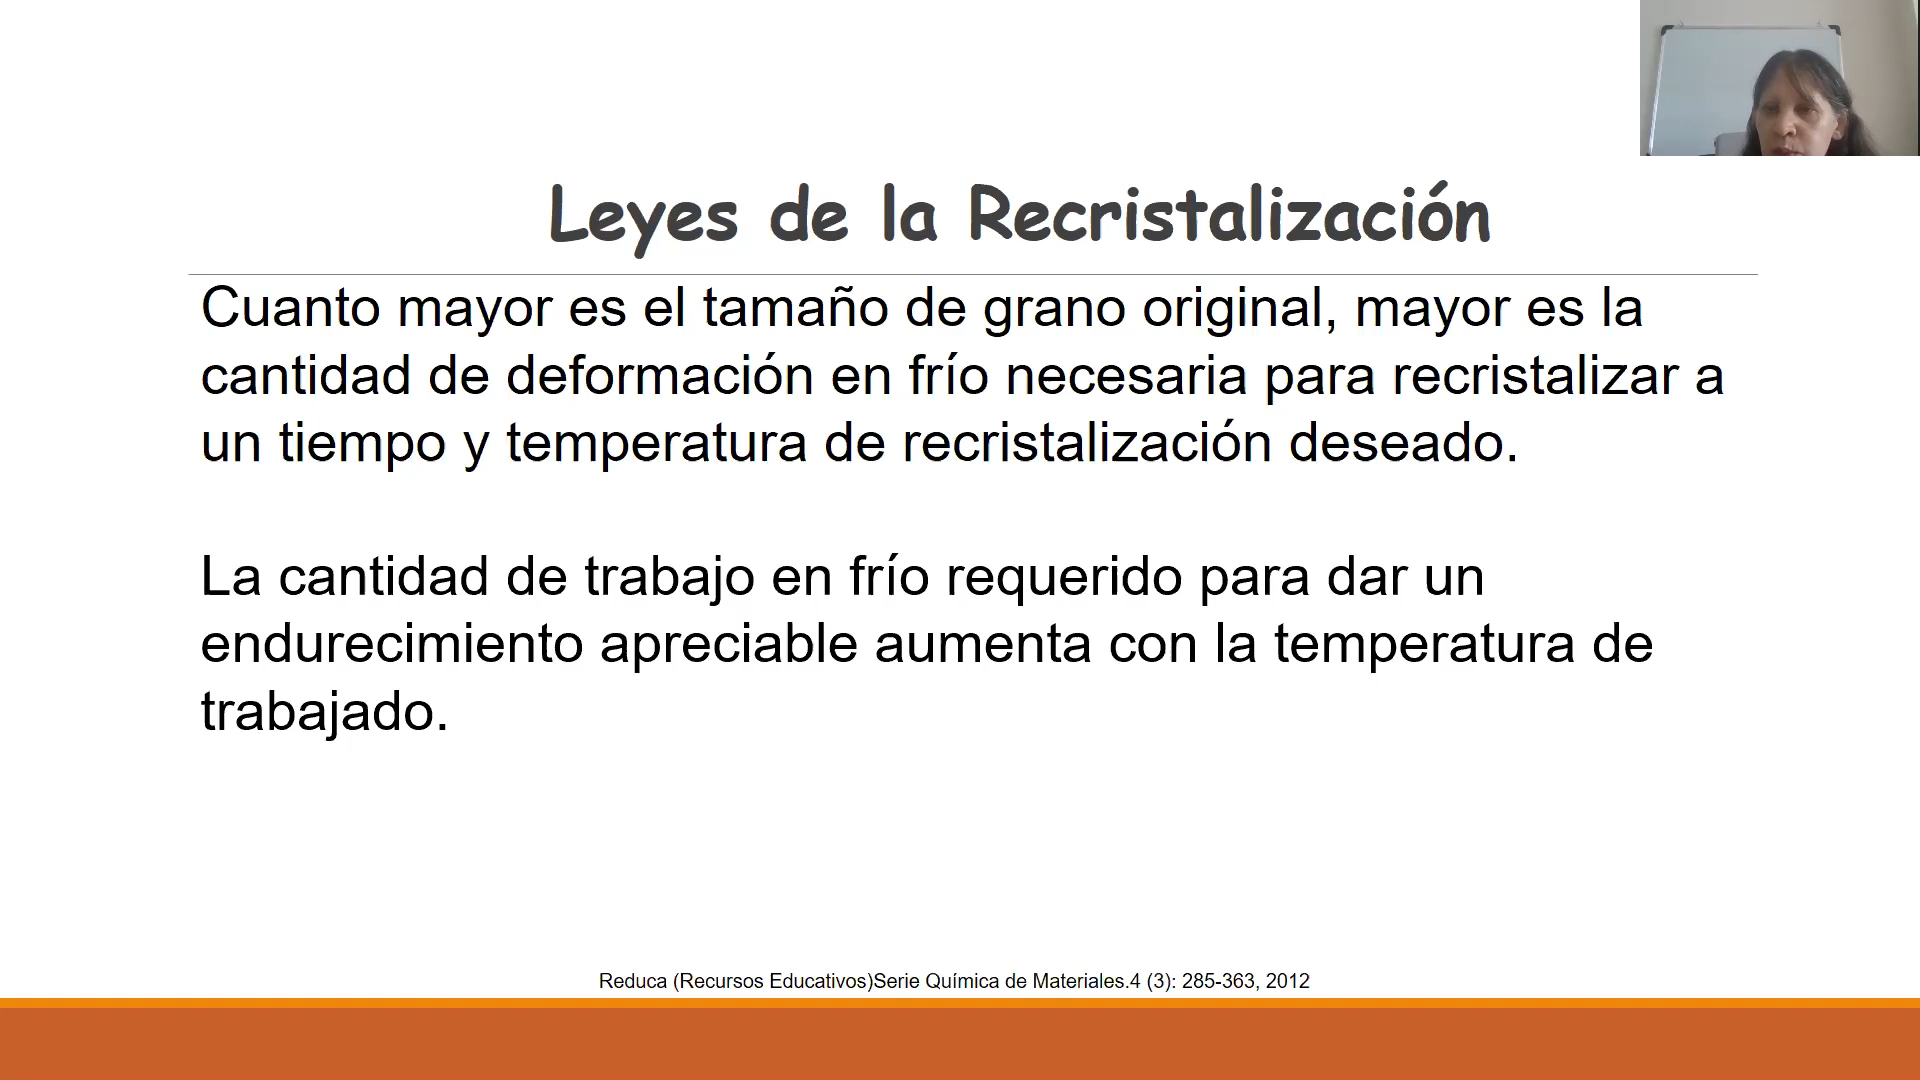 Leyes de la Recristalización
Cuanto mayor es el tamaño de grano original, mayor es la
cantidad de deformación en frío necesaria para recristalizar a
un tiempo y temperatura de recristalización deseado.
La cantidad de trabajo en frío requerido para dar un
endurecimiento apreciable aumenta con la temperatura de
trabajado.
Reduca (Recursos Educativos)Serie Química de Materiales.4 (3): 285-363, 2012